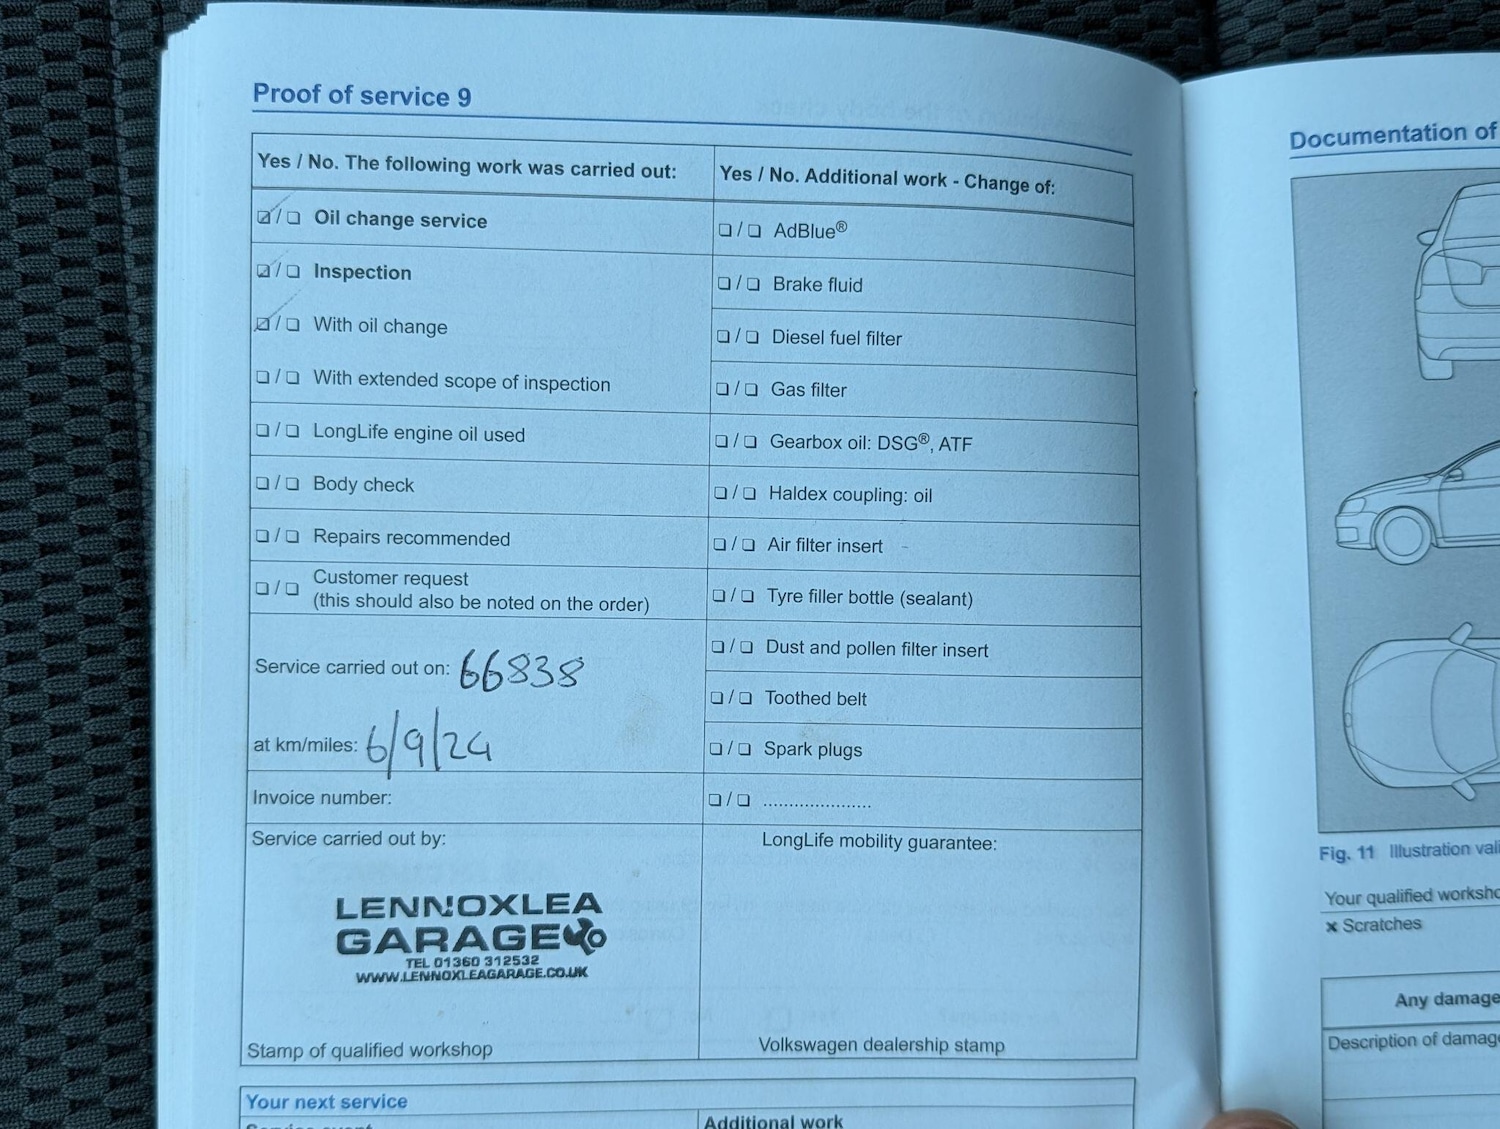 Proof of service 9
Yes / No. The following work was carried out:
☑ / ☐ Oil change service
☑ / ☐ Inspection
☑ / ☐ With oil change
☐ / ☐ With extended scope of inspection
☐ / ☐ LongLife engine oil used
☐ / ☐ Body check
☐ / ☐ Repairs recommended
☐ / ☐ Customer request
(this should also be noted on the order)
Service carried out on: 66838
at km/miles: 6/9/24
Invoice number:
Service carried out by:
LENNOXLEA
GARAGE
TEL 01360 312532
WWW.LENNOXLEAGARAGE.CO.UK
Stamp of qualified workshop
Yes / No. Additional work - Change of:
☐ / ☐ AdBlue®
☐ / ☐ Brake fluid
☐ / ☐ Diesel fuel filter
☐ / ☐ Gas filter
☐ / ☐ Gearbox oil: DSG®, ATF
☐ / ☐ Haldex coupling: oil
☐ / ☐ Air filter insert
☐ / ☐ Tyre filler bottle (sealant)
☐ / ☐ Dust and pollen filter insert
☐ / ☐ Toothed belt
☐ / ☐ Spark plugs
☐ / ☐ .....................
LongLife mobility guarantee:
Volkswagen dealership stamp
Your next service
Additional work
Documentation of
Fig. 11 Illustration
Your qualified
x Scratches
Any damage
Description of